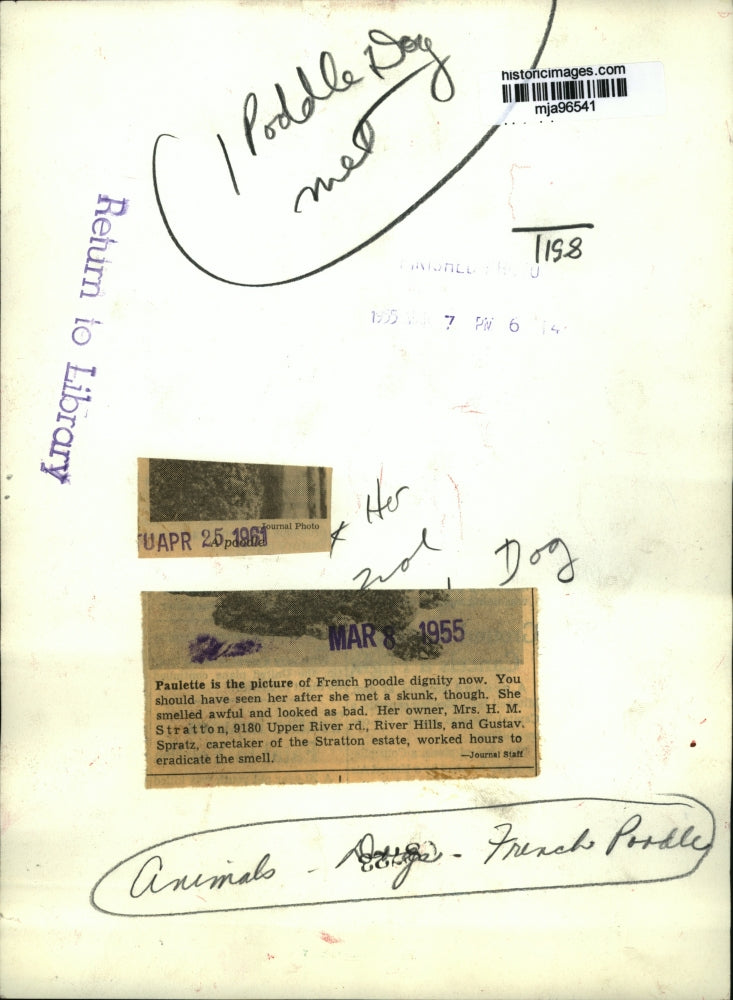 1 Poddle Dog
met
historicimages.com
mja96541
1198
1955 7 PM 6 14
Return to Library
Journal Photo
APR 25 1961
A poodle
Her
Dog
MAR 8 1955
Paulette is the picture of French poodle dignity now. You
should have seen her after she met a skunk, though. She
smelled awful and looked as bad. Her owner, Mrs. H. M.
Stratton, 9180 Upper River rd., River Hills, and Gustav
Spratz, caretaker of the Stratton estate, worked hours to
eradicate the smell.
—Journal Staff
Animals - Dogs - French Poodle